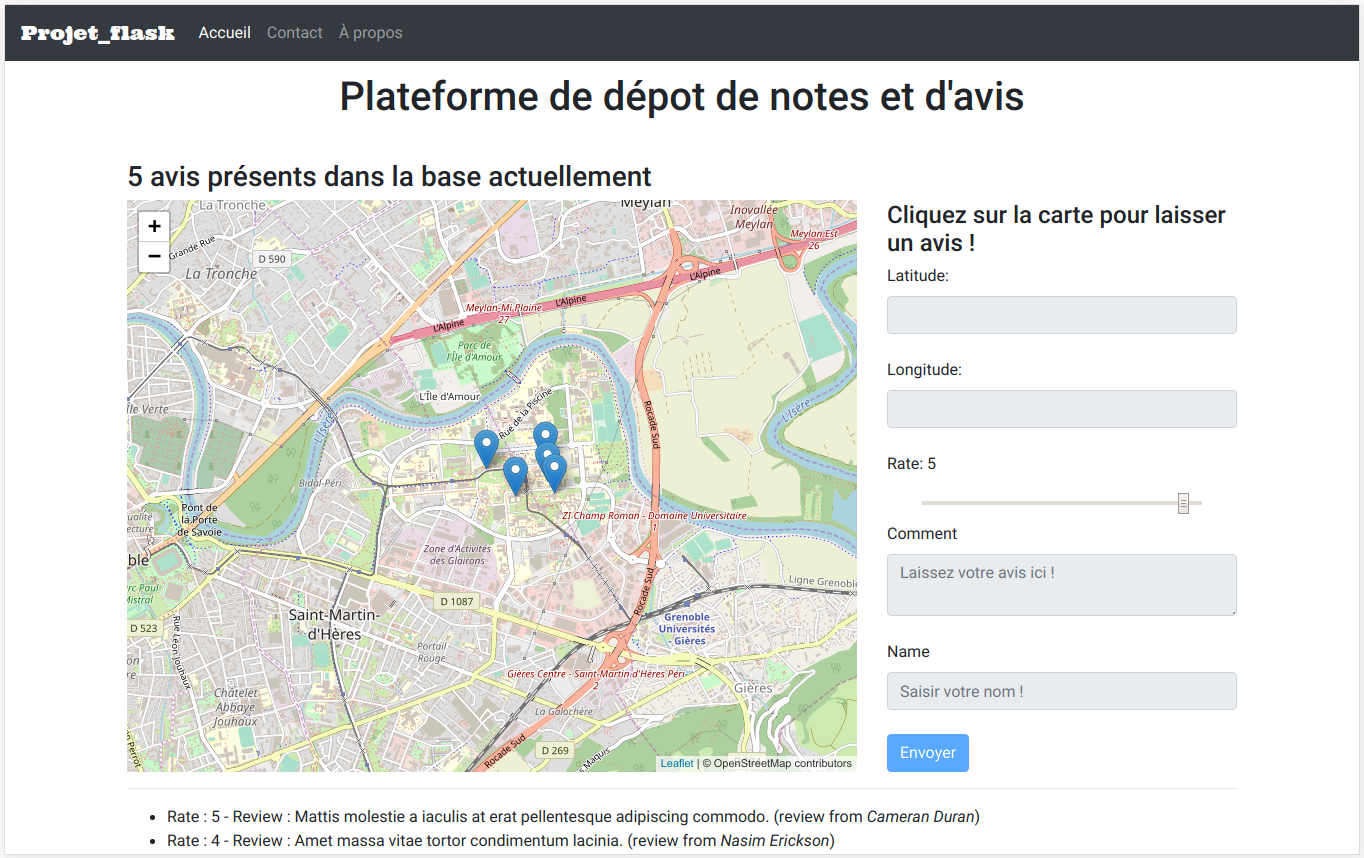 Projet_flask Accueil Contact À propos
Plateforme de dépot de notes et d'avis
5 avis présents dans la base actuellement
+
−
La Tronche
Meylan
Inovallée
Meylan
Meylan-Est
26
Grande Rue
D 590
La Tronche
L'Alpine
Meylan-Mi-Plaine
27
L'Alpine
L'Alpine
Parc de
l'Île d'Amour
L'Île d'Amour
Rue de la Piscine
Île Verte
L'Isère
L'Isère
Rocade Sud
Bidal-Péri
Pont de
la Porte
de Savoie
ZI Champ Roman - Domaine Universitaire
1
Zone d'Activités
des Glairons
ble
rc Paul
Mistral
D 1087
Rocade Sud
Ligne Grenoble
Saint-Martin-
d'Hères
D 523
Rue Léon Jouhaux
Grenoble
Universités
- Gières
Portail
Rouge
Gières Centre - Saint-Martin d'Hères Péri
2
Gières
Châtelet
Abbaye
Jouhaux
La Galochère
Perrot
Rocade Sud
D 269
s Maquis
Leaflet | © OpenStreetMap contributors
Cliquez sur la carte pour laisser
un avis !
Latitude:
Longitude:
Rate: 5
Comment
Laissez votre avis ici !
Name
Saisir votre nom !
Envoyer
Rate : 5 - Review : Mattis molestie a iaculis at erat pellentesque adipiscing commodo. (review from Cameran Duran)
Rate : 4 - Review : Amet massa vitae tortor condimentum lacinia. (review from Nasim Erickson)